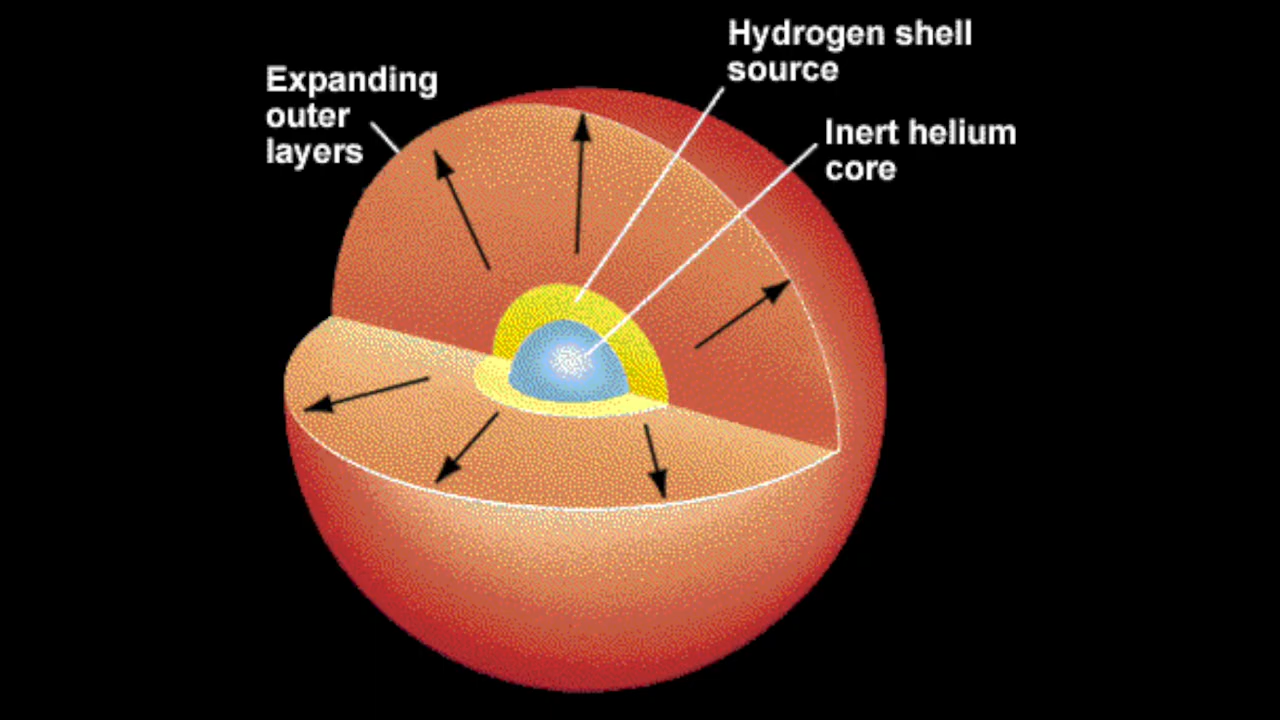 Expanding
outer
layers
Hydrogen shell
source
Inert helium
core